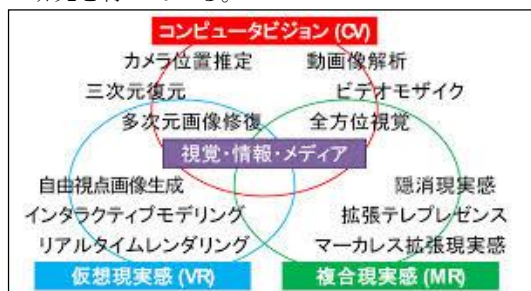 コンピュータビジョン (CV)
カメラ位置推定 動画像解析
三次元復元 ビデオモザイク
多次元画像修復 全方位視覚
視覚・情報・メディア
自由視点画像生成 隠消現実感
インタラクティブモデリング 拡張テレプレゼンス
リアルタイムレンダリング マーカレス拡張現実感
仮想現実感 (VR) 複合現実感 (MR)